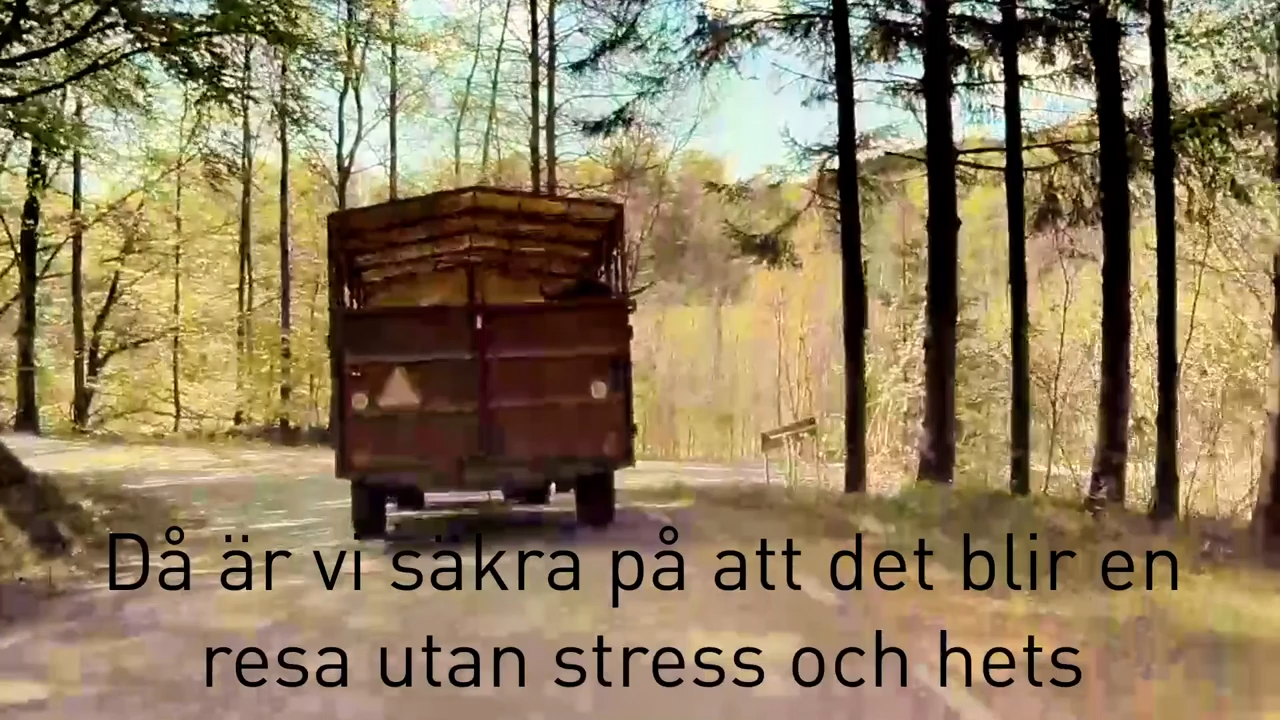 Då är vi säkra på att det blir en
resa utan stress och hets